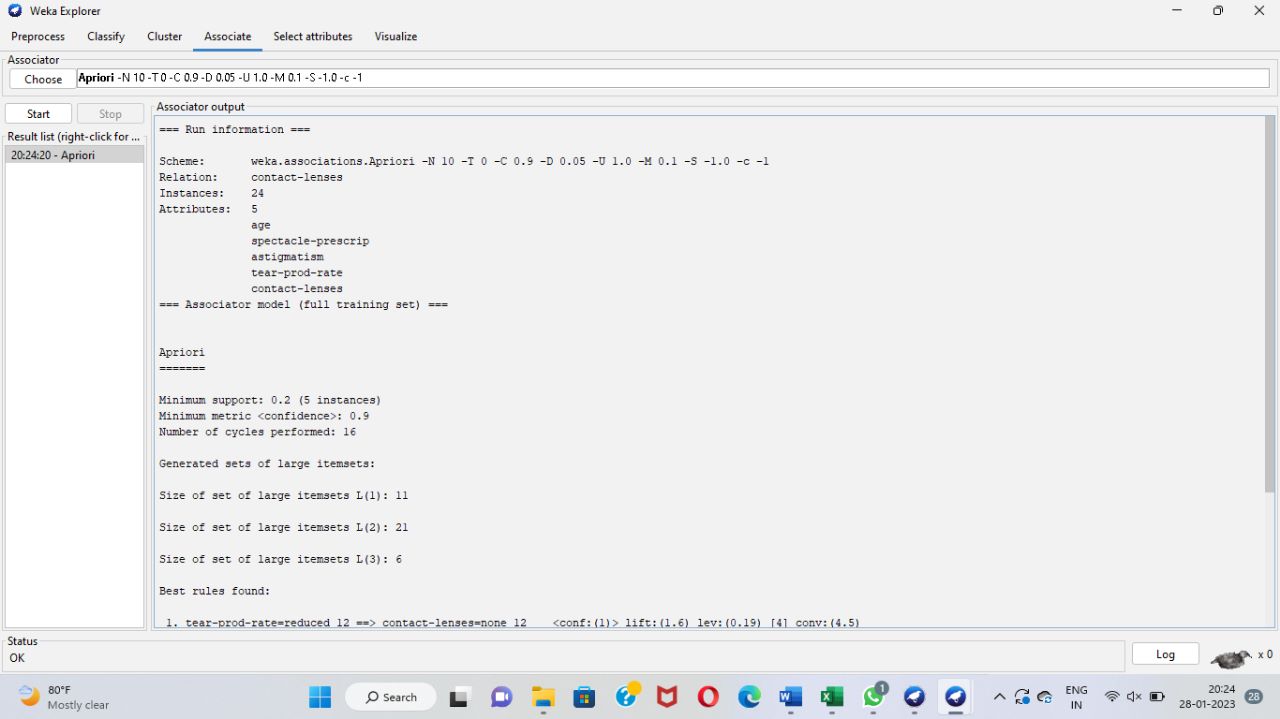 Weka Explorer
Preprocess Classify Cluster Associate Select attributes Visualize
Associator
Choose Apriori -N 10 -T 0 -C 0.9 -D 0.05 -U 1.0 -M 0.1 -S -1.0 -c -1
Start Stop
Result list (right-click for ...
20:24:20 - Apriori
Associator output
=== Run information ===
Scheme: weka.associations.Apriori -N 10 -T 0 -C 0.9 -D 0.05 -U 1.0 -M 0.1 -S -1.0 -c -1
Relation: contact-lenses
Instances: 24
Attributes: 5
age
spectacle-prescrip
astigmatism
tear-prod-rate
contact-lenses
=== Associator model (full training set) ===
Apriori
=======
Minimum support: 0.2 (5 instances)
Minimum metric <confidence>: 0.9
Number of cycles performed: 16
Generated sets of large itemsets:
Size of set of large itemsets L(1): 11
Size of set of large itemsets L(2): 21
Size of set of large itemsets L(3): 6
Best rules found:
1. tear-prod-rate=reduced 12 ==> contact-lenses=none 12 <conf:(1)> lift:(1.6) lev:(0.19) [4] conv:(4.5)
Status
OK
Log
x 0
80°F
Mostly clear
Search
1
ENG
IN
20:24
28-01-2023
28